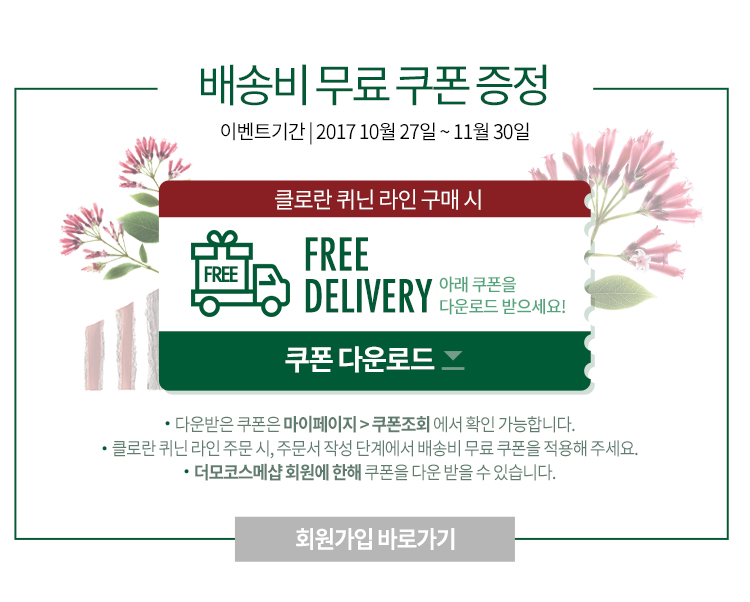 배송비 무료 쿠폰 증정
이벤트기간 | 2017 10월 27일 ~ 11월 30일
클로란 퀴닌 라인 구매 시
FREE
FREE
DELIVERY
아래 쿠폰을
다운로드 받으세요!
쿠폰 다운로드
• 다운받은 쿠폰은 마이페이지 > 쿠폰조회 에서 확인 가능합니다.
• 클로란 퀴닌 라인 주문 시, 주문서 작성 단계에서 배송비 무료 쿠폰을 적용해 주세요.
• 더모코스메샵 회원에 한해 쿠폰을 다운 받을 수 있습니다.
회원가입 바로가기